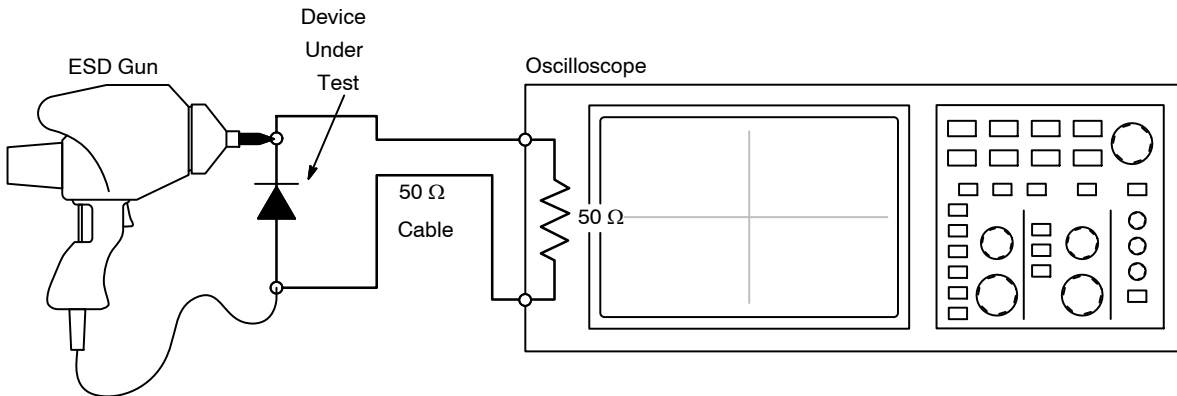 Device
Under
Test
ESD Gun
Oscilloscope
50 Ω
Cable
50 Ω